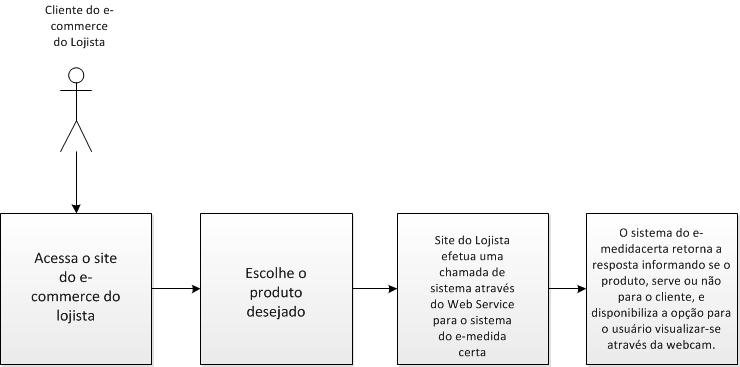 Cliente do e-
commerce
do Lojista
Acessa o site
do e-
commerce do
lojista
Escolhe o
produto
desejado
Site do Lojista
efetua uma
chamada de
sistema através
do Web Service
para o sistema
do e-medida
certa
O sistema do e-
medidacerta retorna a
resposta informando se o
produto, serve ou não
para o cliente, e
disponibiliza a opção para
o usuário visualizar-se
através da webcam.